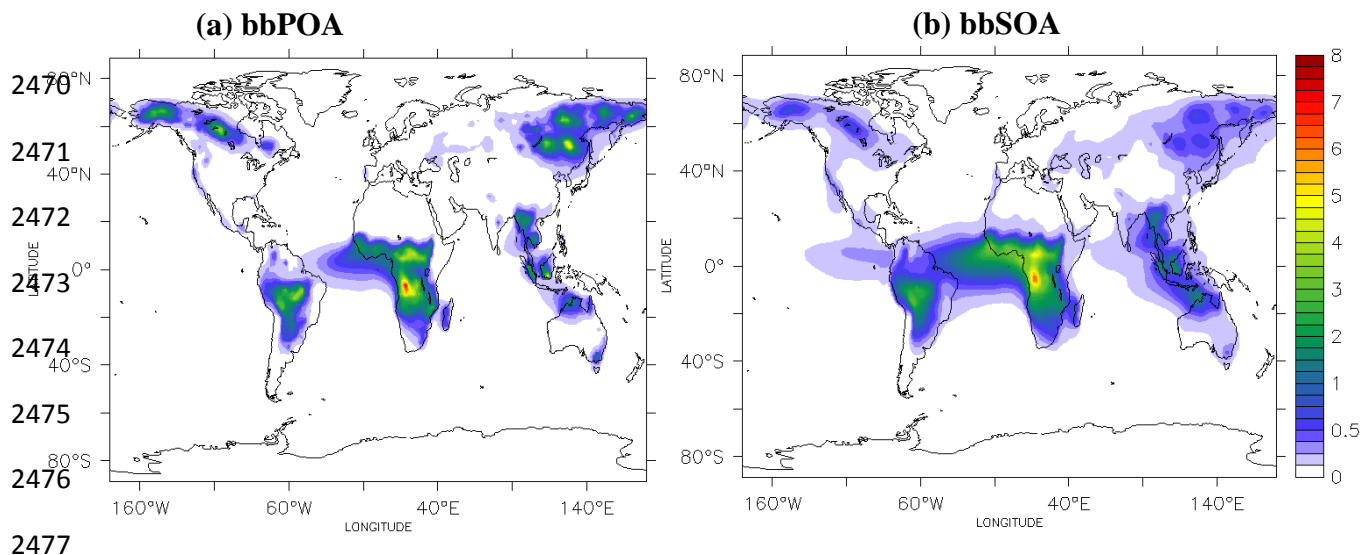 (a) bbPOA
(b) bbSOA
2470
2471
2472
2473
2474
2475
2476
2477
80°N
40°N
0°
40°S
80°S
LATITUDE
160°W
60°W
40°E
140°E
LONGITUDE
80°N
40°N
0°
40°S
80°S
LATITUDE
160°W
60°W
40°E
140°E
LONGITUDE
8
7
6
5
4
3
2
1
0.5
0